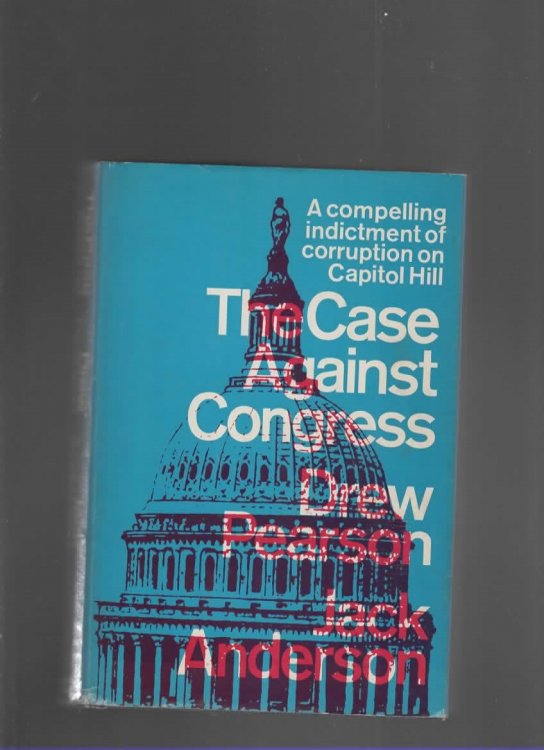 A compelling
indictment of
corruption on
Capitol Hill
The Case
Against
Congress
Drew
Pearson
Jack
Anderson